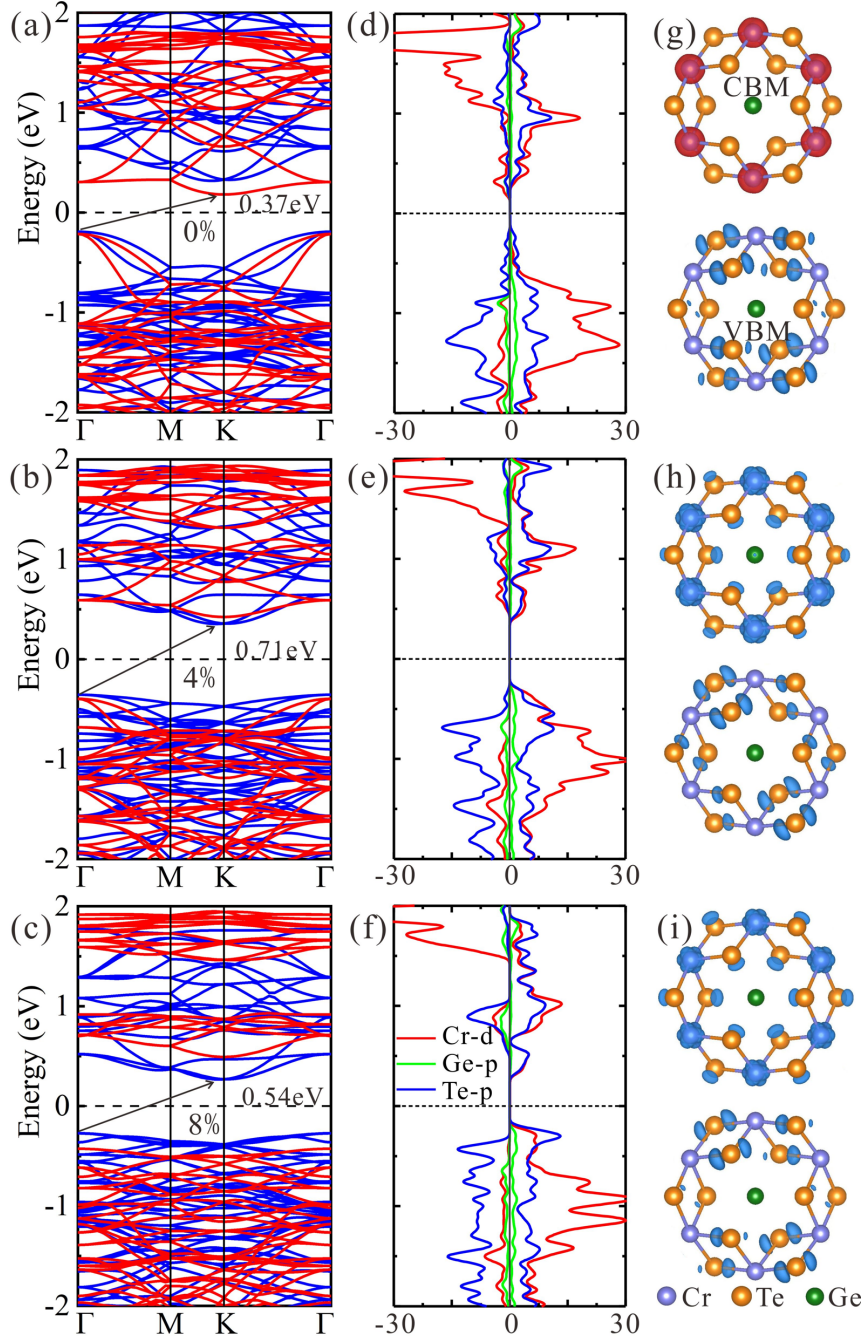 (a)
(d)
(g)
2
1
0
-1
-2
Energy (eV)
0.37eV
0%
Γ M K Γ
-30 0 30
CBM
VBM
(b)
(e)
(h)
2
1
0
-1
-2
Energy (eV)
0.71eV
4%
Γ M K Γ
-30 0 30
(c)
(f)
(i)
2
1
0
-1
-2
Energy (eV)
0.54eV
8%
Γ M K Γ
Cr-d
Ge-p
Te-p
-30 0 30
Cr Te Ge